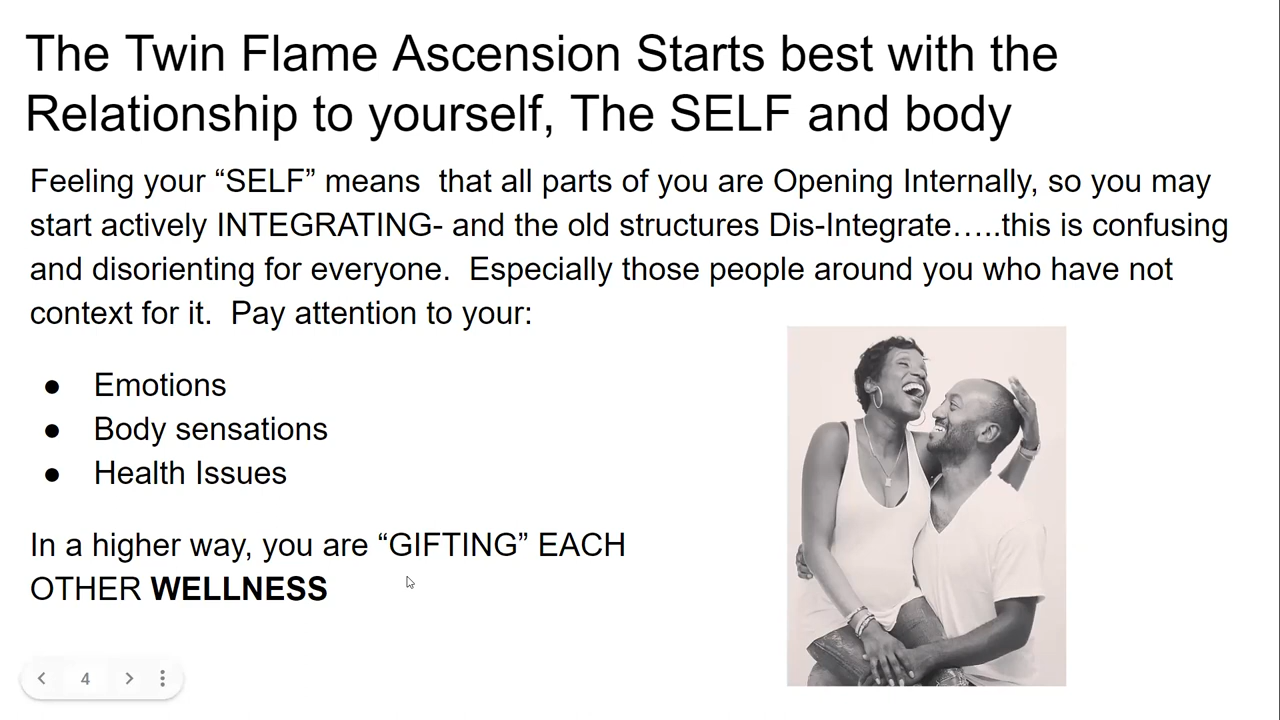 The Twin Flame Ascension Starts best with the
Relationship to yourself, The SELF and body
Feeling your “SELF” means  that all parts of you are Opening Internally, so you may
start actively INTEGRATING- and the old structures Dis-Integrate…..this is confusing
and disorienting for everyone.  Especially those people around you who have not
context for it.  Pay attention to your:
● Emotions
● Body sensations
● Health Issues
In a higher way, you are “GIFTING” EACH
OTHER WELLNESS
4